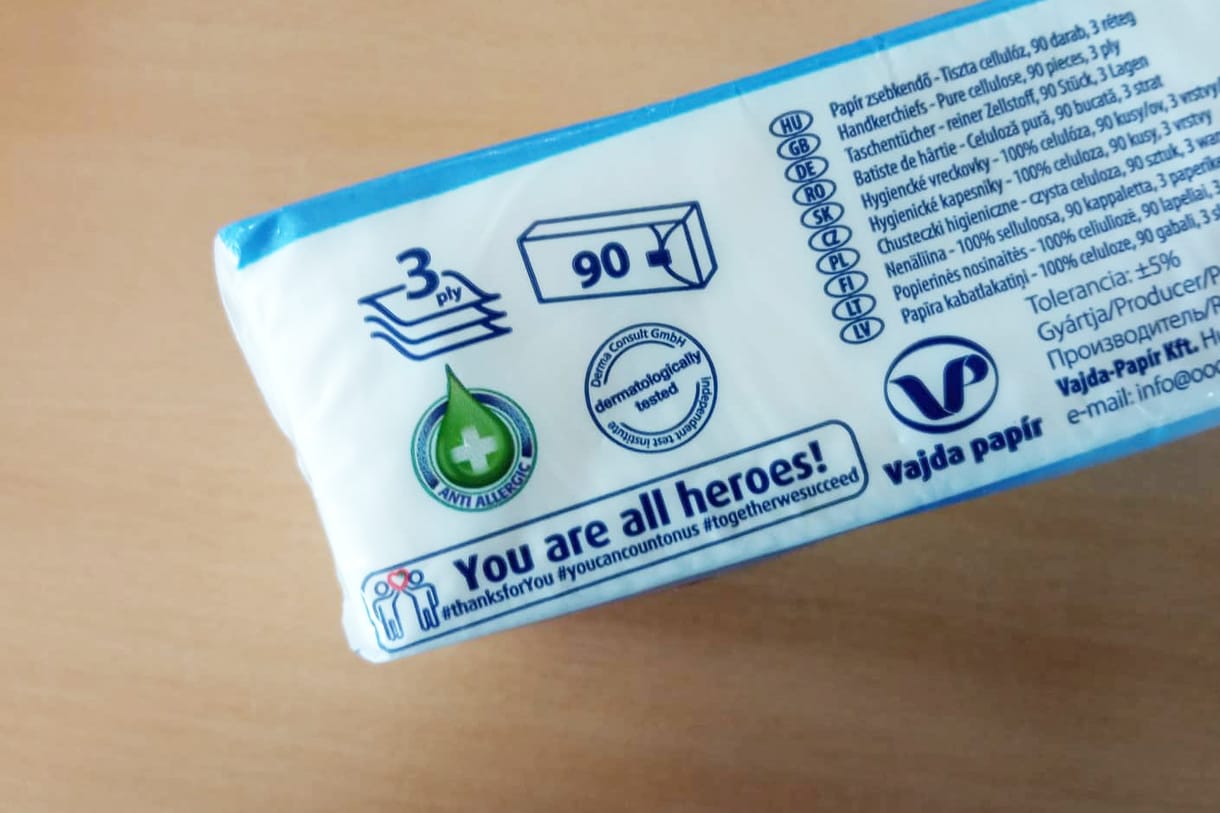 3
ply
90
ANTI ALLERGIC
Derma Consult GmbH
dermatologically
tested
independent test institute
You are all heroes!
#thanksforYou #youcancountonus #togetherwesucceed
VP
Vajda papír
HU Papír zsebkendő - Tiszta cellulóz, 90 darab, 3 réteg
GB Handkerchiefs - Pure cellulose, 90 pieces, 3 ply
DE Taschentücher - reiner Zellstoff, 90 Stück, 3 Lagen
RO Batiste de hârtie - Celuloză pură, 90 bucată, 3 strat
SK Hygienické vreckovky - 100% celulóza, 90 kusy/ov, 3 vrstvy/
CZ Hygienické kapesniky - 100% celuloza, 90 kusy, 3 vrstvy
PL Chusteczki higieniczne - czysta celuloza, 90 sztuk, 3
FI Nenäliina - 100% selluloosa, 90 kappaletta, 3
LT Popierinės nosinaitės - 100% celiuliozė, 90 lapeliai, 3
LV Papīra kabatlakatiņi - 100% celuloze, 90 gabali, 3
Tolerancia: ±5%
Gyártja/Producer/
Производитель/
Vajda-Papír Kft.
e-mail: